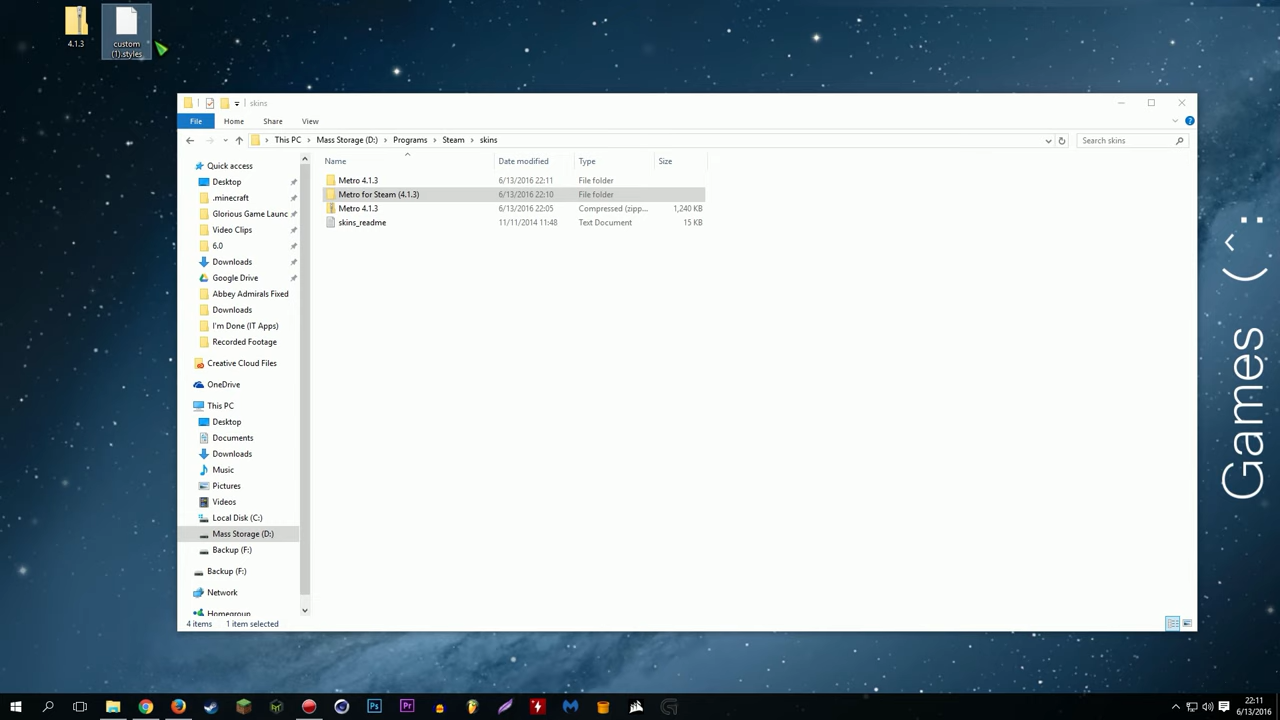 4.1.3
custom
(1).styles
skins
File Home Share View
This PC Mass Storage (D:) Programs Steam skins
Search skins
Name Date modified Type Size
Metro 4.1.3 6/13/2016 22:11 File folder
Metro for Steam (4.1.3) 6/13/2016 22:10 File folder
Metro 4.1.3 6/13/2016 22:05 Compressed (zipp... 1,240 KB
skins_readme 11/11/2014 11:48 Text Document 15 KB
Quick access
Desktop
.minecraft
Glorious Game Launc
Video Clips
6.0
Downloads
Google Drive
Abbey Admirals Fixed
Downloads
I'm Done (IT Apps)
Recorded Footage
Creative Cloud Files
OneDrive
This PC
Desktop
Documents
Downloads
Music
Pictures
Videos
Local Disk (C:)
Mass Storage (D:)
Backup (F:)
Backup (F:)
Network
Homegroup
4 items 1 item selected
Games (^:
Ps Pr
22:11
6/13/2016